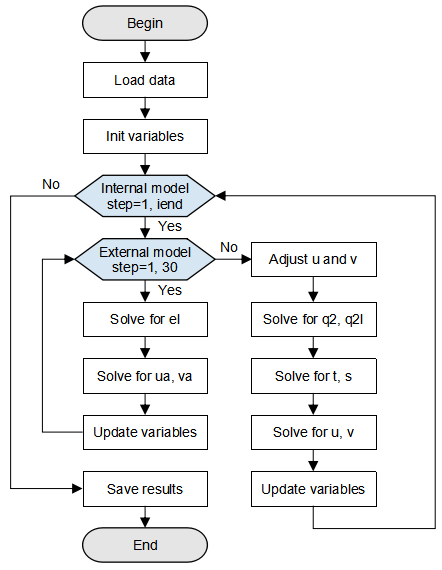 Begin
Load data
Init variables
Internal model
step=1, iend
No
Yes
External model
step=1, 30
No
Yes
Solve for el
Solve for ua, va
Update variables
Adjust u and v
Solve for q2, q2l
Solve for t, s
Solve for u, v
Update variables
Save results
End